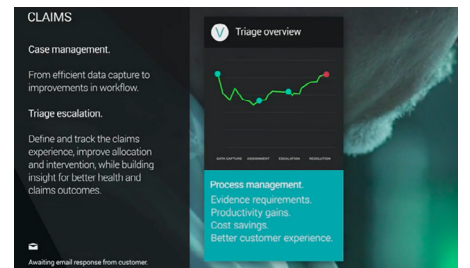 CLAIMS
Case management.
From efficient data capture to
improvements in workflow.
Triage escalation.
Define and track the claims
experience, improve allocation
and intervention, while building
insight for better health and
claims outcomes.
Awaiting email response from customer.
V Triage overview
DATA CAPTURE ASSIGNMENT ESCALATION RESOLUTION
Process management.
Evidence requirements.
Productivity gains.
Cost savings.
Better customer experience.